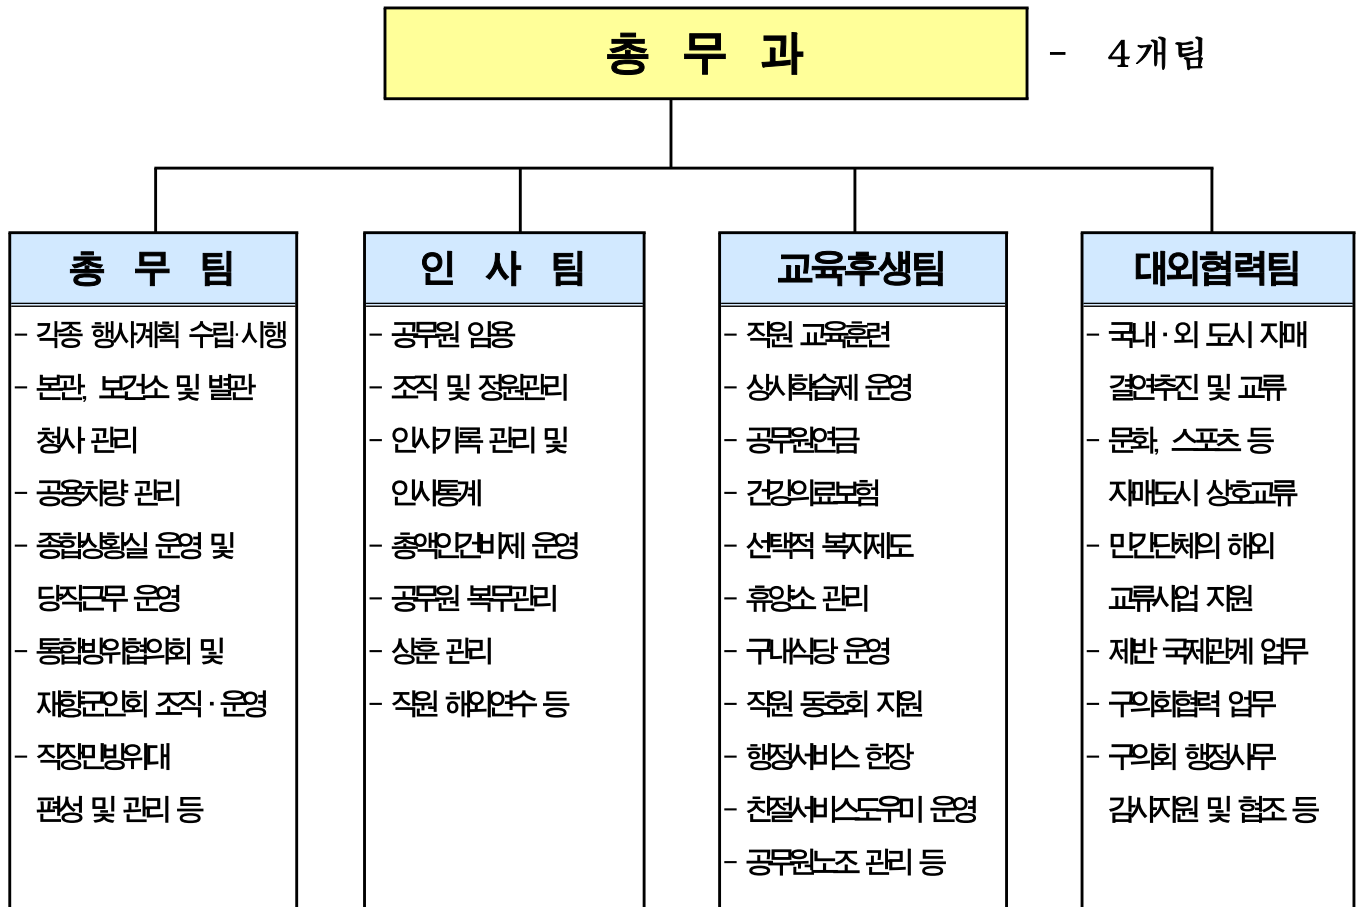 총 무 과 - 4개팀
총 무 팀
- 각종 행사계획 수립·시행
- 본관, 보건소 및 별관
청사 관리
- 공용차량 관리
- 종합상황실 운영 및
당직근무 운영
- 통합방위협의회 및
재향군인회 조직·운영
- 직장민방위대
편성 및 관리 등
인 사 팀
- 공무원 임용
- 조직 및 정원관리
- 인사기록 관리 및
인사통계
- 총액인건비제 운영
- 공무원 복무관리
- 상훈 관리
- 직원 해외연수 등
교육후생팀
- 직원 교육훈련
- 상시학습제 운영
- 공무원연금
- 건강의료보험
- 선택적 복지제도
- 휴양소 관리
- 구내식당 운영
- 직원 동호회 지원
- 행정서비스 헌장
- 친절서비스도우미 운영
- 공무원노조 관리 등
대외협력팀
- 국내·외 도시 자매
결연추진 및 교류
- 문화, 스포츠 등
자매도시 상호교류
- 민간단체의 해외
교류사업 지원
- 제반 국제관계 업무
- 구의회협력 업무
- 구의회 행정사무
감사지원 및 협조 등